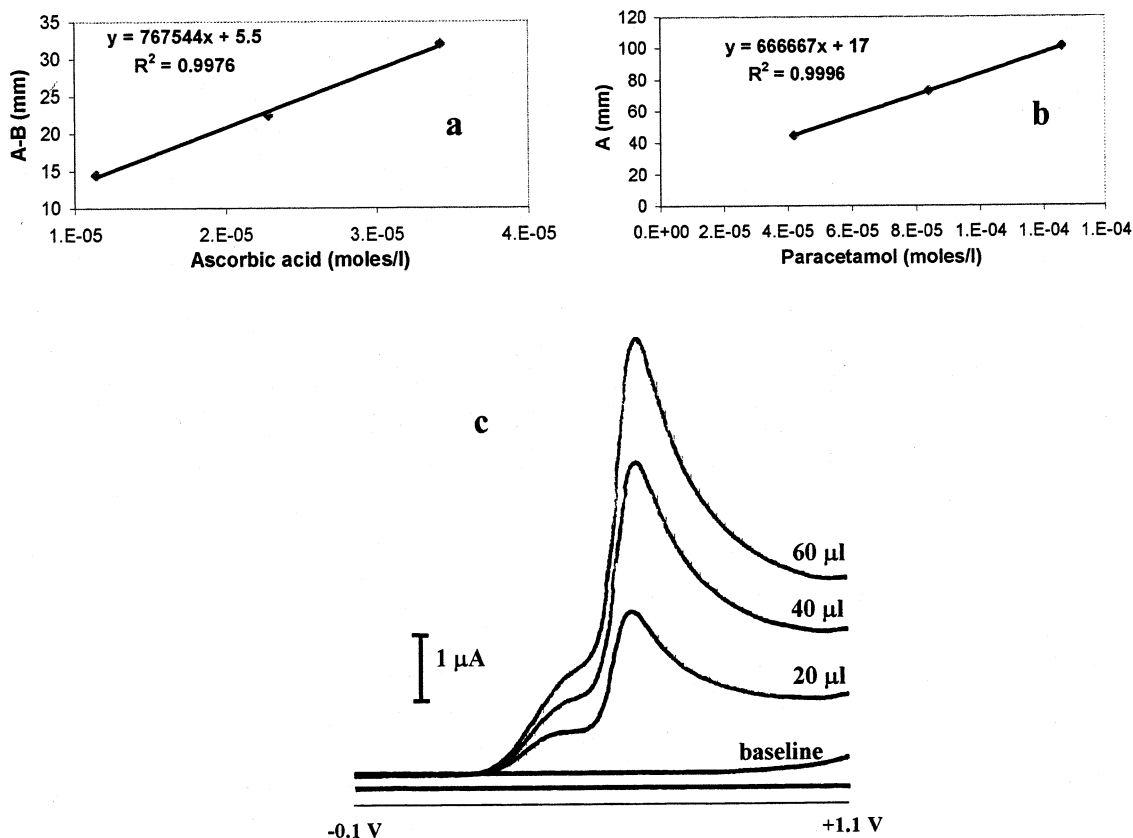 35
30
25
20
15
10
A-B (mm)
y = 767544x + 5.5
R² = 0.9976
a
1.E-05
2.E-05
3.E-05
4.E-05
Ascorbic acid (moles/l)
120
100
80
60
40
20
0
A (mm)
y = 666667x + 17
R² = 0.9996
b
0.E+00
2.E-05
4.E-05
6.E-05
8.E-05
1.E-04
1.E-04
1.E-04
Paracetamol (moles/l)
c
60 µl
40 µl
1 µA
20 µl
baseline
-0.1 V
+1.1 V